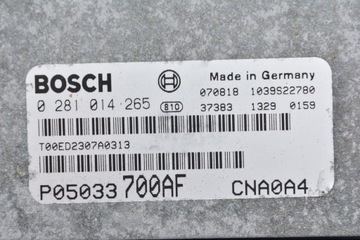 BOSCH
Made in Germany
0 281 014 265 810
070818 1039S22780
37383 1329 0159
T00ED2307A0313
P05033700AF CNA0A4